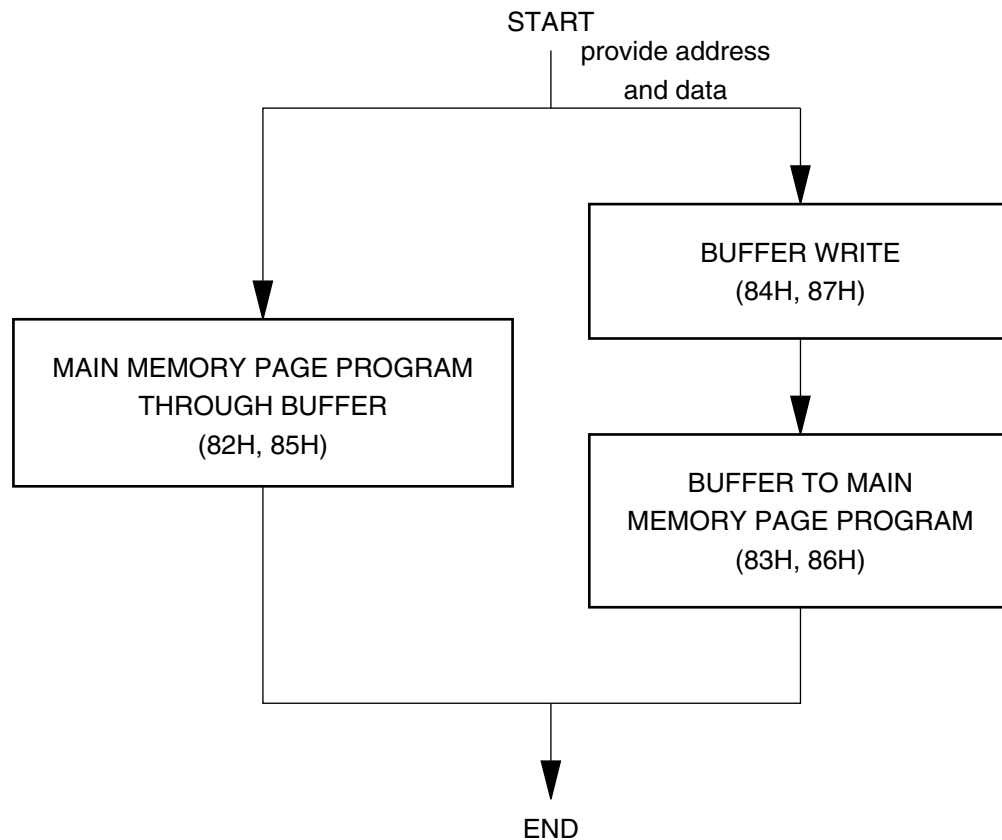 START
provide address
and data
BUFFER WRITE
(84H, 87H)
MAIN MEMORY PAGE PROGRAM
THROUGH BUFFER
(82H, 85H)
BUFFER TO MAIN
MEMORY PAGE PROGRAM
(83H, 86H)
END